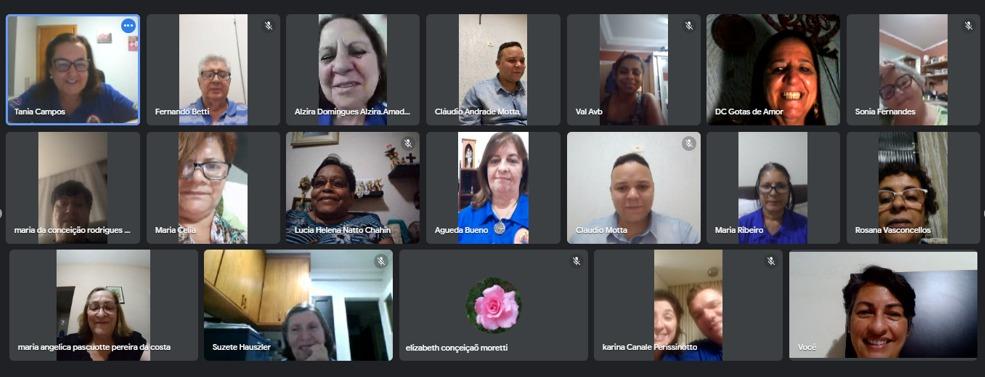 Tania Campos
Fernando Betti
Alzira Domingues Alzira.Amad...
Cláudio Andrade Motta
Val Avb
DC Gotas de Amor
Sonia Fernandes
maria da conceição rodrigues ...
Maria Celia
Lucia Helena Natto Chahin
Agueda Bueno
Claudio Motta
Maria Ribeiro
Rosana Vasconcellos
maria angelica pascuotte pereira da costa
Suzete Hauszler
elizabeth conçeiçaõ moretti
karina Canale Perissinotto
Você